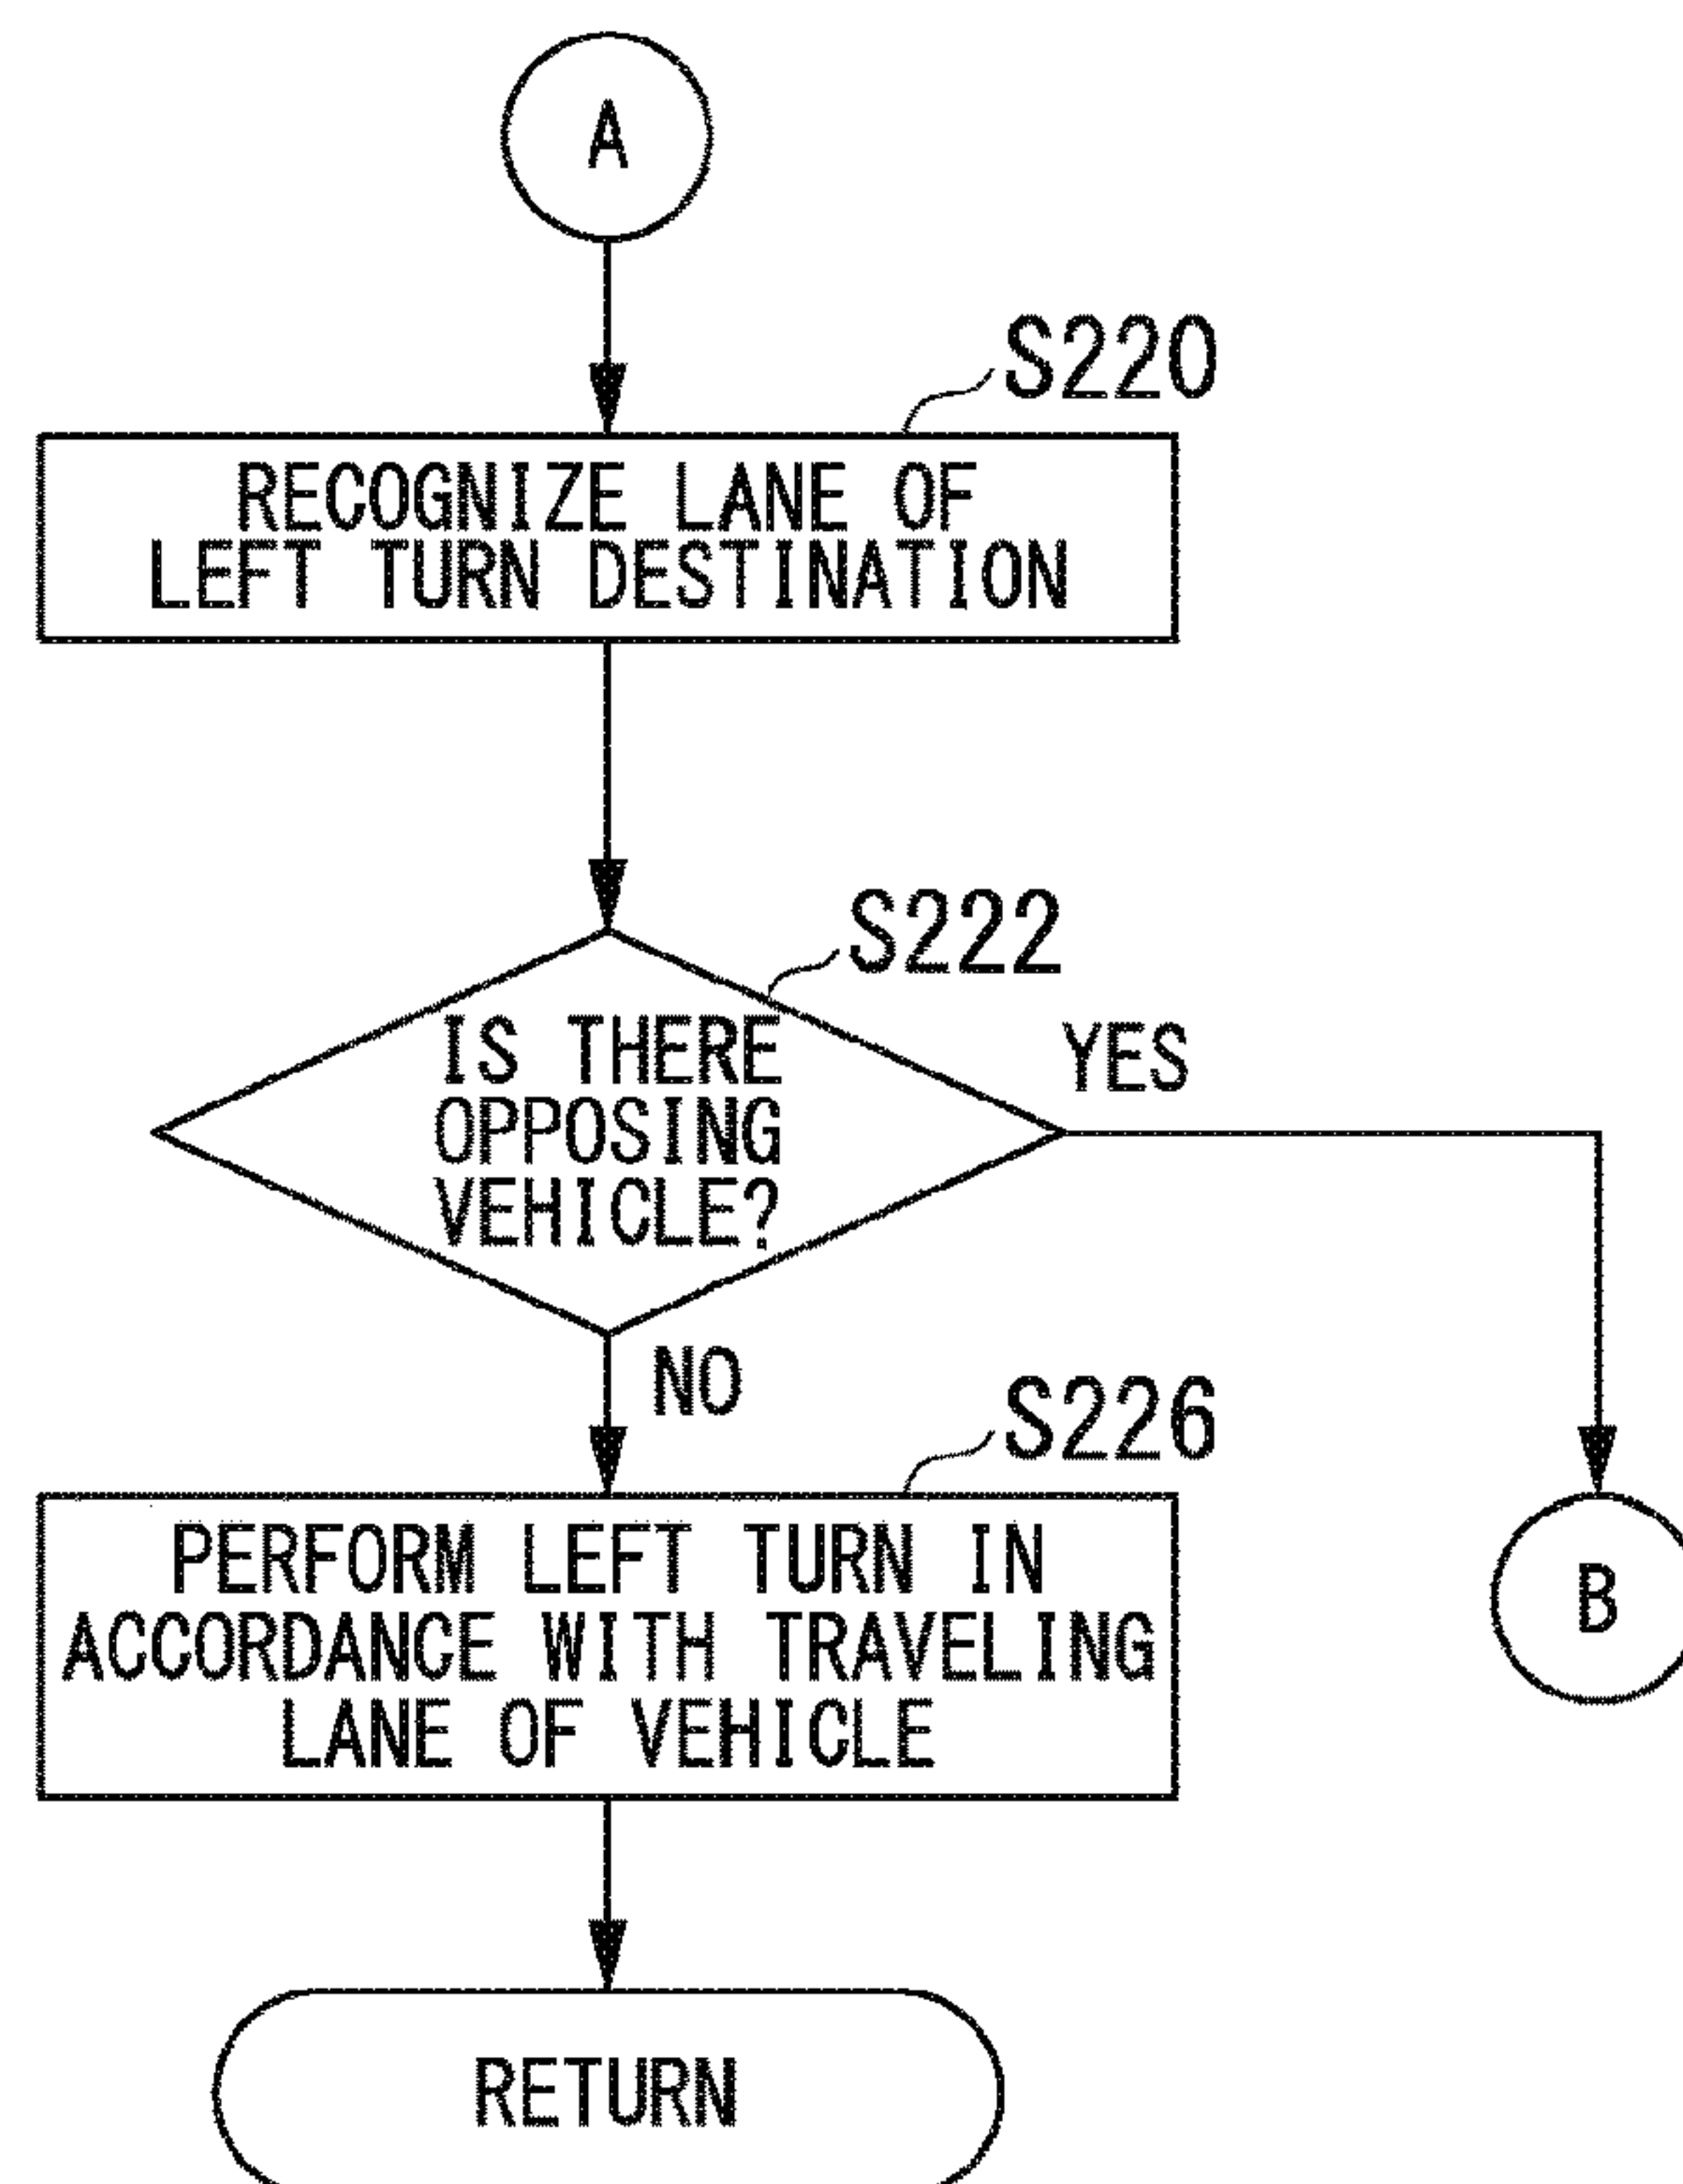 A
S220
RECOGNIZE LANE OF
LEFT TURN DESTINATION
S222
IS THERE
OPPOSING
VEHICLE?
YES
NO
S226
PERFORM LEFT TURN IN
ACCORDANCE WITH TRAVELING
LANE OF VEHICLE
B
RETURN